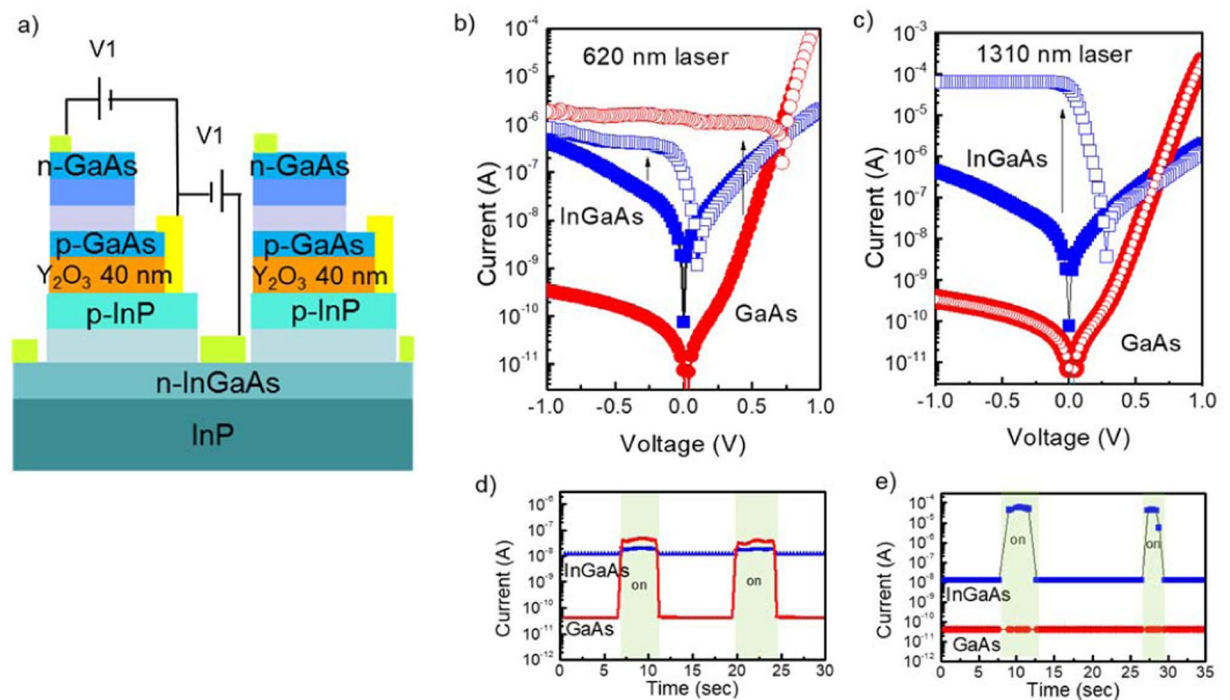 a)
V1
V1
n-GaAs
n-GaAs
p-GaAs
p-GaAs
Y₂O₃ 40 nm
Y₂O₃ 40 nm
p-InP
p-InP
n-InGaAs
InP
b)
620 nm laser
InGaAs
GaAs
Current (A)
10⁻⁴
10⁻⁵
10⁻⁶
10⁻⁷
10⁻⁸
10⁻⁹
10⁻¹⁰
10⁻¹¹
-1.0 -0.5 0.0 0.5 1.0
Voltage (V)
c)
1310 nm laser
InGaAs
GaAs
Current (A)
10⁻³
10⁻⁴
10⁻⁵
10⁻⁶
10⁻⁷
10⁻⁸
10⁻⁹
10⁻¹⁰
10⁻¹¹
-1.0 -0.5 0.0 0.5 1.0
Voltage (V)
d)
Current (A)
10⁻⁶
10⁻⁷
10⁻⁸
10⁻⁹
10⁻¹⁰
10⁻¹¹
10⁻¹²
InGaAs
on
on
GaAs
0 5 10 15 20 25 30
Time (sec)
e)
Current (A)
10⁻⁴
10⁻⁵
10⁻⁶
10⁻⁷
10⁻⁸
10⁻⁹
10⁻¹⁰
10⁻¹¹
10⁻¹²
on
on
InGaAs
GaAs
0 5 10 15 20 25 30 35
Time (sec)